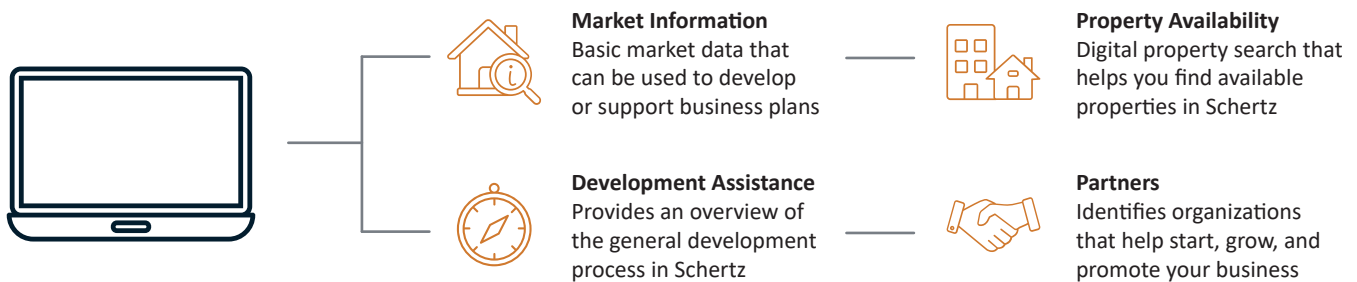 Market Information
Basic market data that
can be used to develop
or support business plans
Property Availability
Digital property search that
helps you find available
properties in Schertz
Development Assistance
Provides an overview of
the general development
process in Schertz
Partners
Identifies organizations
that help start, grow, and
promote your business